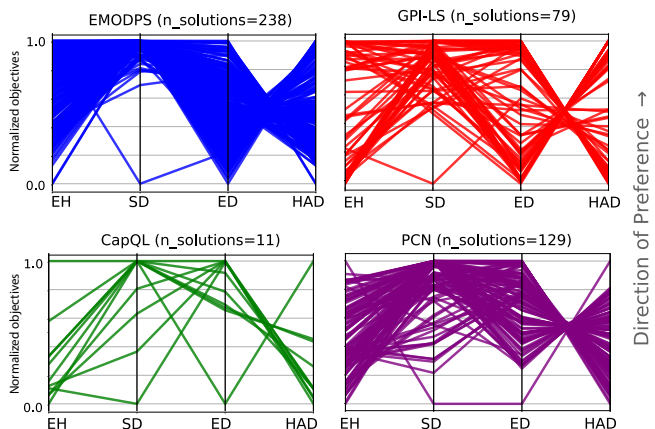 EMODPS (n_solutions=238)
GPI-LS (n_solutions=79)
Normalized objectives
1.0
0.0
EH SD ED HAD
EH SD ED HAD
Direction of Preference →
CapQL (n_solutions=11)
PCN (n_solutions=129)
Normalized objectives
1.0
0.0
EH SD ED HAD
EH SD ED HAD